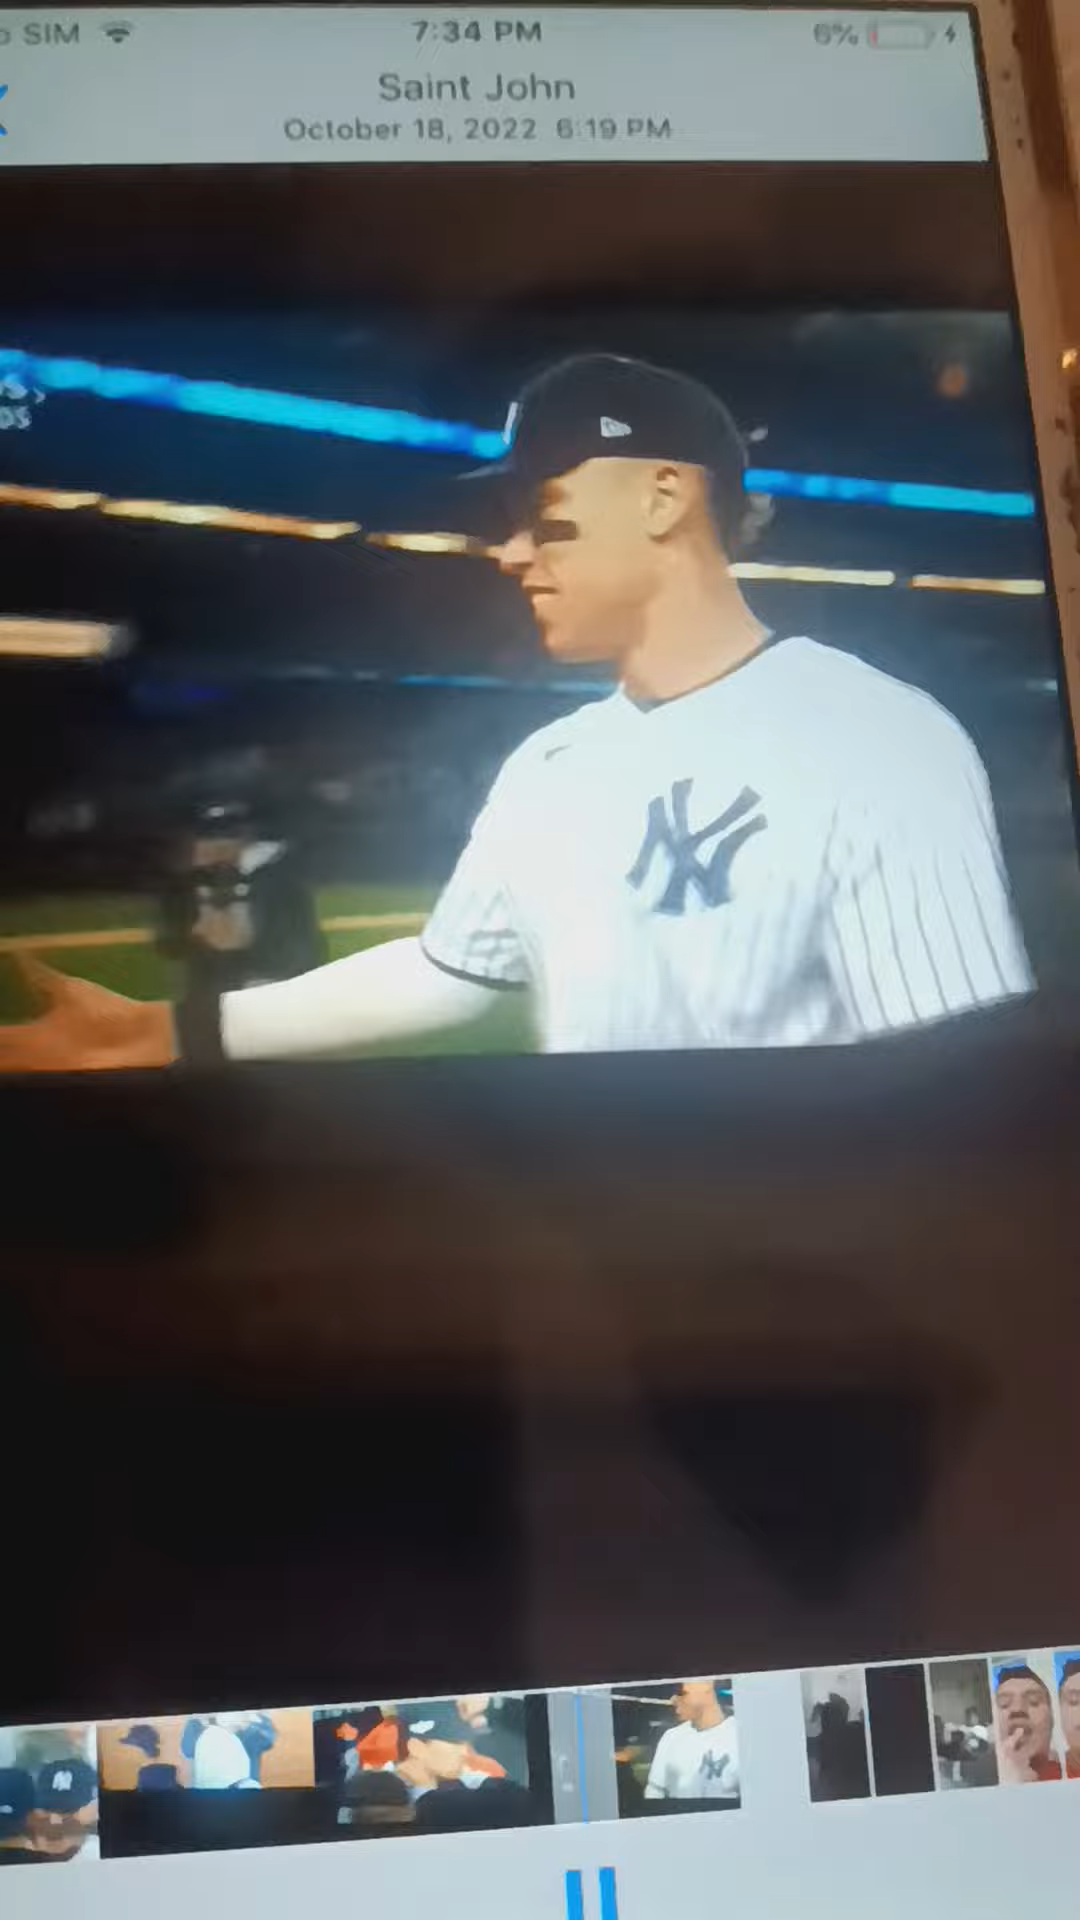 SIM
7:34 PM
6%
Saint John
October 18, 2022 6:19 PM
NY